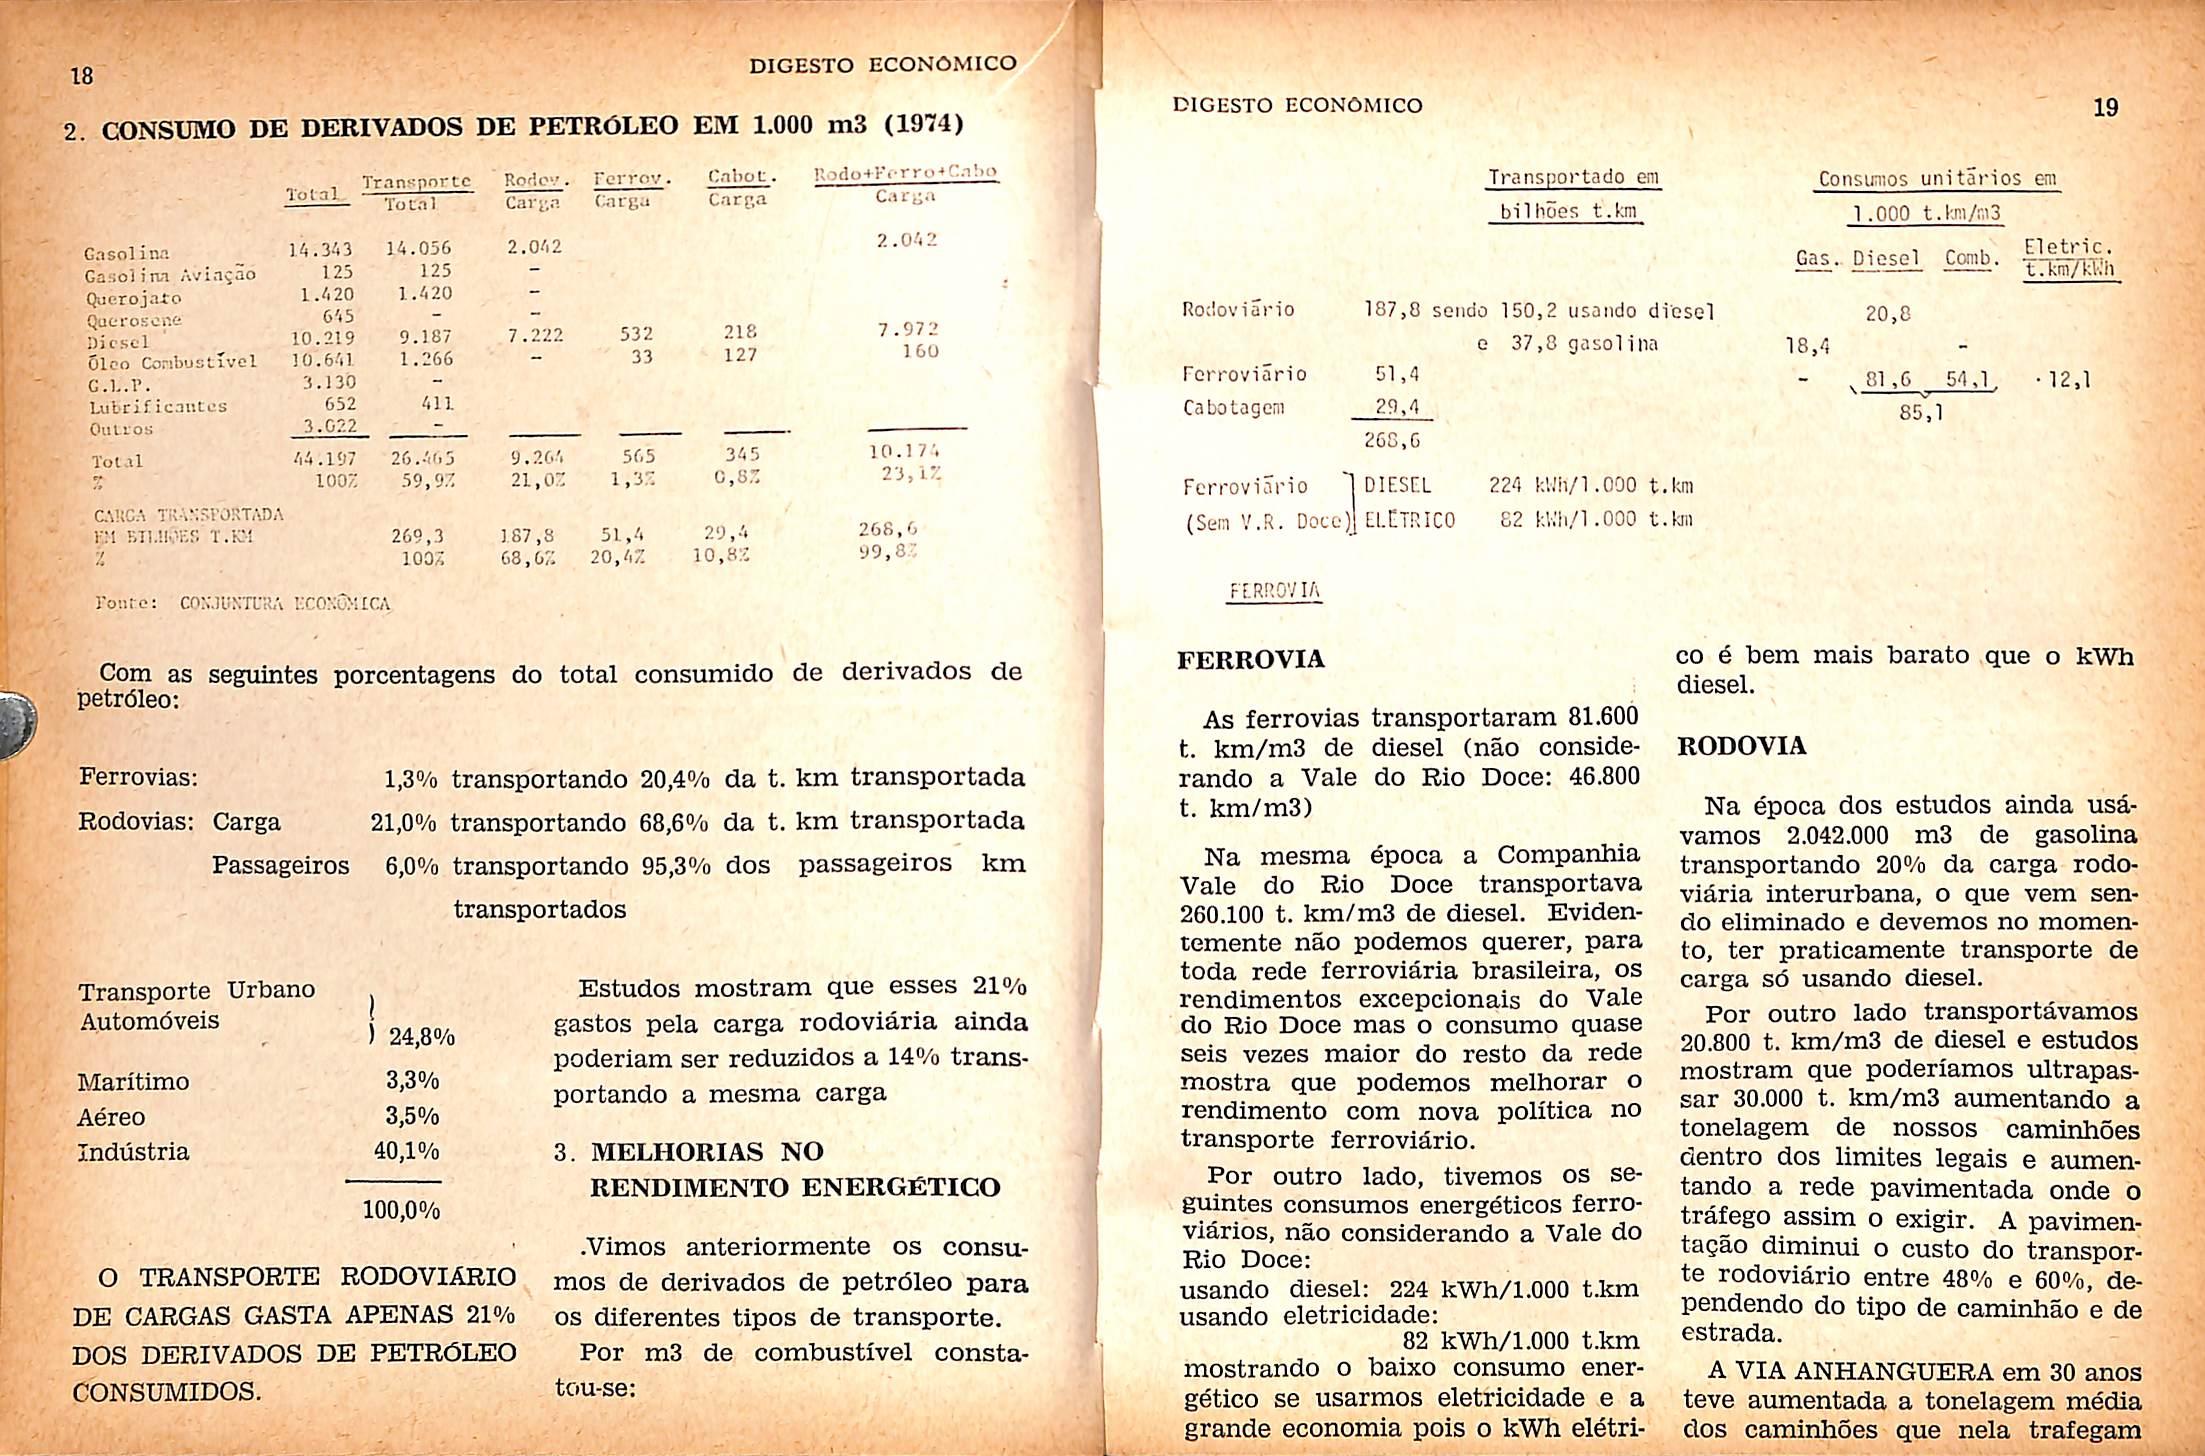 18
DIGESTO ECONÔMICO
2. CONSUMO DE DERIVADOS DE PETRÓLEO EM 1.000 m3 (1974)
Total Transporte Rodov. Ferrov. Cabot. Rodo+Ferro+Cabo
Total Carga Carga Carga Carga
Gasolina 14.343 14.056 2.042 2.042
Gasolina Aviação 125 125 -
Querojato 1.420 1.420 -
Querosene 645 - -
Diesel 10.219 9.187 7.222 532 218 7.972
Óleo Combustível 10.641 1.266 - 33 127 160
G.L.P. 3.130 -
Lubrificantes 652 411
Outros 3.022 -
Total 44.197 26.465 9.264 565 345 10.174
% 100% 59,9% 21,0% 1,3% 0,8% 23,1%
CARGA TRANSPORTADA
EM BILHÕES T.KM 269,3 187,8 51,4 29,4 268,6
% 100% 68,6% 20,4% 10,8% 99,8%
Fonte: CONJUNTURA ECONÔMICA
Com as seguintes porcentagens do total consumido de derivados de
petróleo:
Ferrovias: 1,3% transportando 20,4% da t. km transportada
Rodovias: Carga 21,0% transportando 68,6% da t. km transportada
Passageiros 6,0% transportando 95,3% dos passageiros km
transportados
Transporte Urbano
Automóveis
24,8%
Marítimo 3,3%
Aéreo 3,5%
Indústria 40,1%
100,0%
O TRANSPORTE RODOVIÁRIO
DE CARGAS GASTA APENAS 21%
DOS DERIVADOS DE PETRÓLEO
CONSUMIDOS.
Estudos mostram que esses 21%
gastos pela carga rodoviária ainda
poderiam ser reduzidos a 14% trans-
portando a mesma carga
3. MELHORIAS NO
RENDIMENTO ENERGÉTICO
.Vimos anteriormente os consu-
mos de derivados de petróleo para
os diferentes tipos de transporte.
Por m3 de combustível consta-
tou-se:
DIGESTO ECONÔMICO
19
Transportado em Consumos unitários em
bilhões t.km 1.000 t.km/m3
Gas. Diesel Comb. Eletric.
t.km/kWh
Rodoviário 187,8 sendo 150,2 usando diesel 20,8
e 37,8 gasolina 18,4 -
Ferroviário 51,4 - 81,6 54,1 12,1
Cabotagem 29,4 85,1
268,6
Ferroviário DIESEL 224 kWh/1.000 t.km
(Sem V.R. Doce) ELÉTRICO 82 kWh/1.000 t.km
FERROVIA
FERROVIA
As ferrovias transportaram 81.600
t. km/m3 de diesel (não conside-
rando a Vale do Rio Doce: 46.800
t. km/m3)
Na mesma época a Companhia
Vale do Rio Doce transportava
260.100 t. km/m3 de diesel. Eviden-
temente não podemos querer, para
toda rede ferroviária brasileira, os
rendimentos excepcionais do Vale
do Rio Doce mas o consumo quase
seis vezes maior do resto da rede
mostra que podemos melhorar o
rendimento com nova política no
transporte ferroviário.
Por outro lado, tivemos os se-
guintes consumos energéticos ferro-
viários, não considerando a Vale do
Rio Doce:
usando diesel: 224 kWh/1.000 t.km
usando eletricidade:
82 kWh/1.000 t.km
mostrando o baixo consumo ener-
gético se usarmos eletricidade e a
grande economia pois o kWh elétri-
co é bem mais barato que o kWh
diesel.
RODOVIA
Na época dos estudos ainda usá-
vamos 2.042.000 m3 de gasolina
transportando 20% da carga rodo-
viária interurbana, o que vem sen-
do eliminado e devemos no momen-
to, ter praticamente transporte de
carga só usando diesel.
Por outro lado transportávamos
20.800 t. km/m3 de diesel e estudos
mostram que poderíamos ultrapas-
sar 30.000 t. km/m3 aumentando a
tonelagem de nossos caminhões
dentro dos limites legais e aumen-
tando a rede pavimentada onde o
tráfego assim o exigir. A pavimen-
tação diminui o custo do transpor-
te rodoviário entre 48% e 60%, de-
pendendo do tipo de caminhão e de
estrada.
A VIA ANHANGUERA em 30 anos
teve aumentada a tonelagem média
dos caminhões que nela trafegam